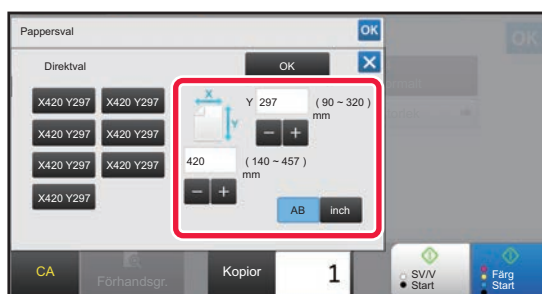 Pappersval
OK
OK
Direktval
OK
X420 Y297
X420 Y297
X
Y
Y 297
( 90 ~ 320 )
mm
X420 Y297
X420 Y297
X420 Y297
X420 Y297
420
( 140 ~ 457 )
mm
X420 Y297
AB
inch
CA
Förhandsgr.
Kopior
1
SV/V
Start
Färg
Start